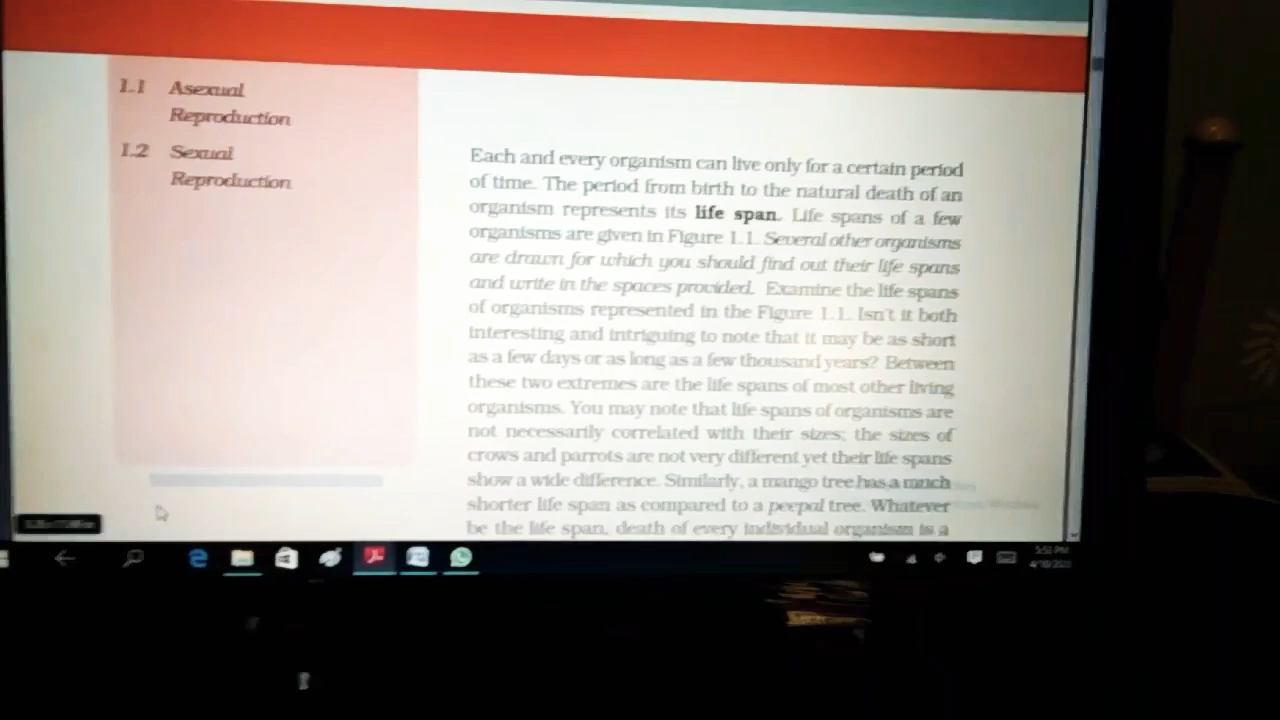 1.1 Asexual
Reproduction
1.2 Sexual
Reproduction
Each and every organism can live only for a certain period
of time. The period from birth to the natural death of an
organism represents its life span. Life spans of a few
organisms are given in Figure 1.1. Several other organisms
are drawn for which you should find out their life spans
and write in the spaces provided. Examine the life spans
of organisms represented in the Figure 1.1. Isn't it both
interesting and intriguing to note that it may be as short
as a few days or as long as a few thousand years? Between
these two extremes are the life spans of most other living
organisms. You may note that life spans of organisms are
not necessarily correlated with their sizes; the sizes of
crows and parrots are not very different yet their life spans
show a wide difference. Similarly, a mango tree has a much
shorter life span as compared to a peepal tree. Whatever
be the life span, death of every individual organism is a
5:51 PM